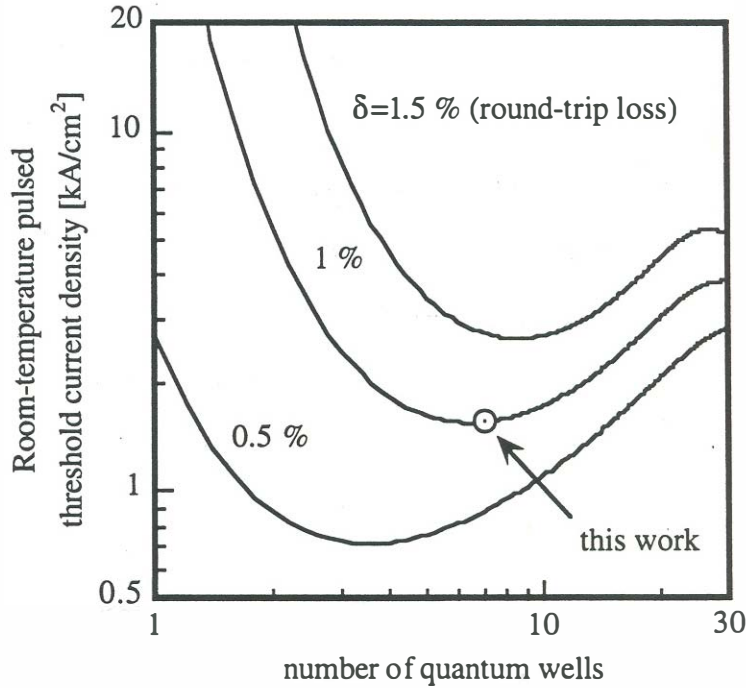 20
10
1
0.5
Room-temperature pulsed
threshold current density [kA/cm²]
δ=1.5 % (round-trip loss)
1 %
0.5 %
this work
1
10
30
number of quantum wells